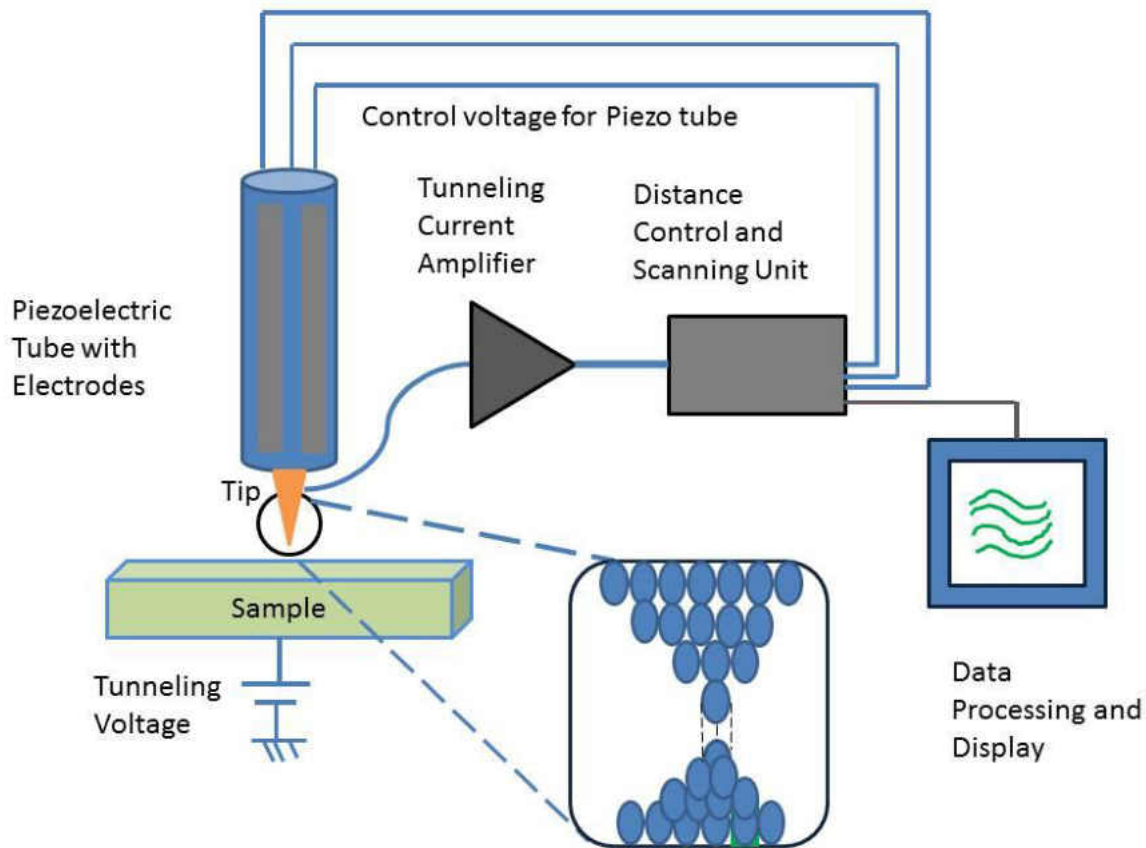 Control voltage for Piezo tube
Tunneling
Current
Amplifier
Distance
Control and
Scanning Unit
Piezoelectric
Tube with
Electrodes
Tip
Sample
Tunneling
Voltage
Data
Processing and
Display